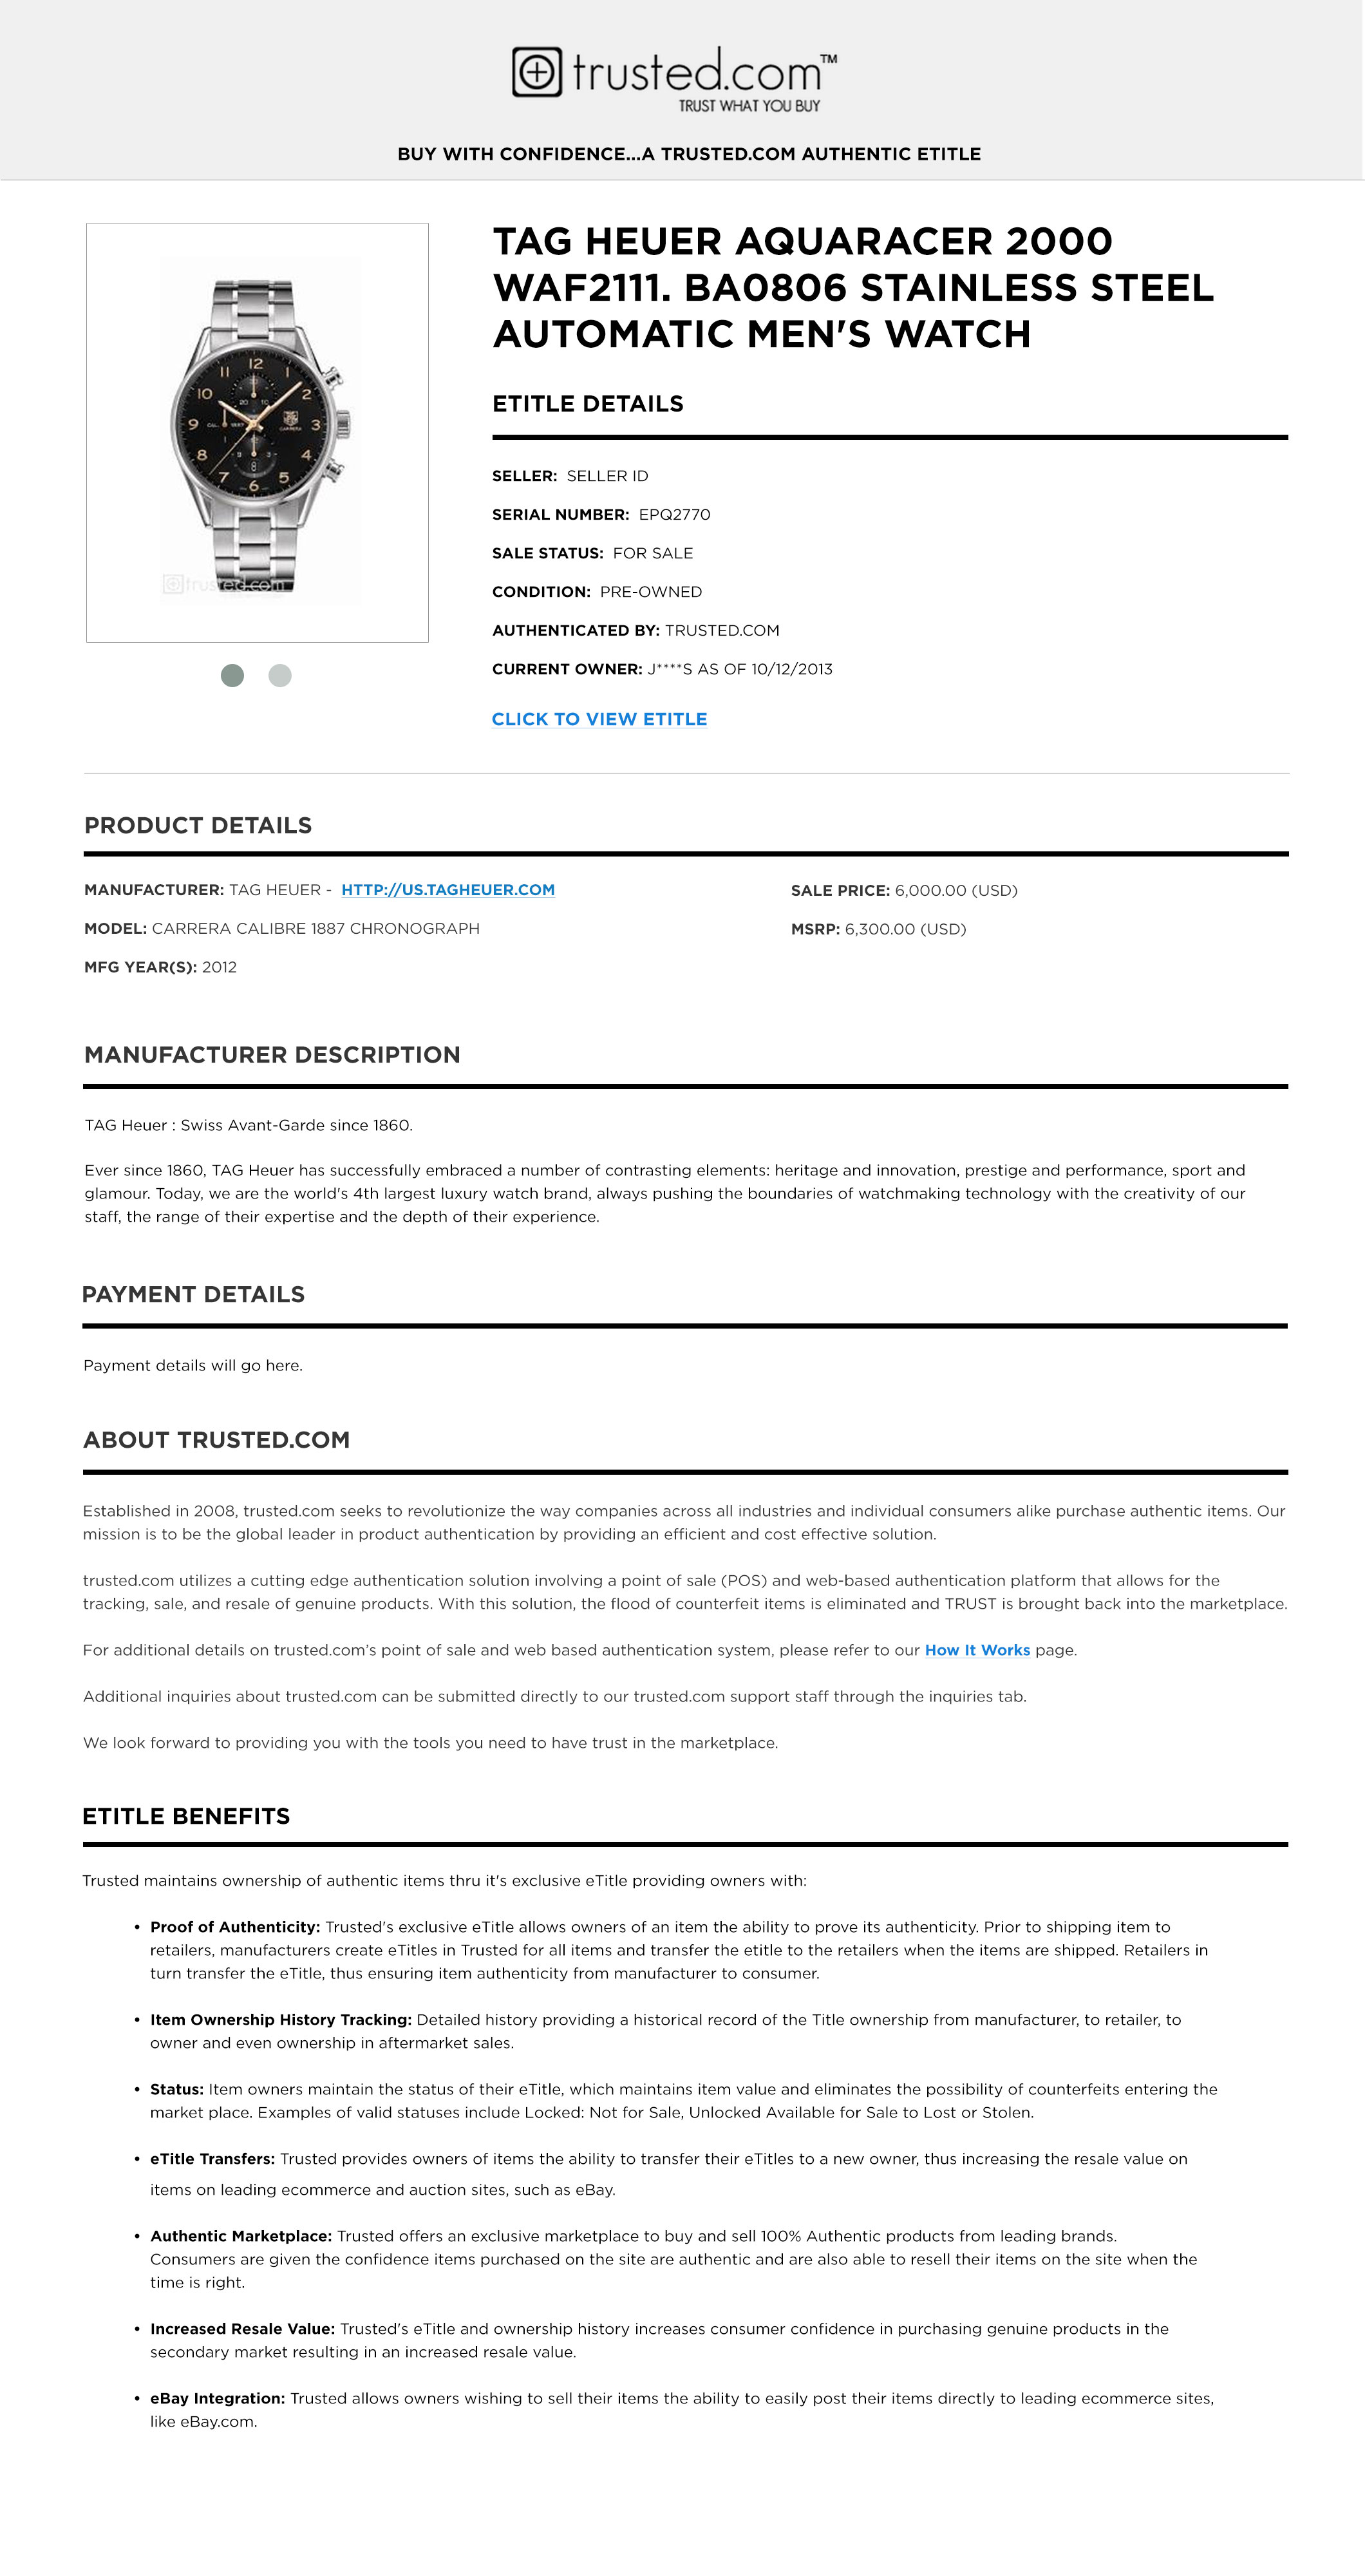 trusted.com™
TRUST WHAT YOU BUY
BUY WITH CONFIDENCE...A TRUSTED.COM AUTHENTIC ETITLE
TAG HEUER AQUARACER 2000
WAF2111. BA0806 STAINLESS STEEL
AUTOMATIC MEN'S WATCH
12
11
1
10
2
20
10
9
CAL.
1887
CARRERA
3
8
9
3
4
7
5
6
trusted.com
ETITLE DETAILS
SELLER: SELLER ID
SERIAL NUMBER: EPQ2770
SALE STATUS: FOR SALE
CONDITION: PRE-OWNED
AUTHENTICATED BY: TRUSTED.COM
CURRENT OWNER: J****S AS OF 10/12/2013
CLICK TO VIEW ETITLE
PRODUCT DETAILS
MANUFACTURER: TAG HEUER - HTTP://US.TAGHEUER.COM
SALE PRICE: 6,000.00 (USD)
MODEL: CARRERA CALIBRE 1887 CHRONOGRAPH
MSRP: 6,300.00 (USD)
MFG YEAR(S): 2012
MANUFACTURER DESCRIPTION
TAG Heuer : Swiss Avant-Garde since 1860.
Ever since 1860, TAG Heuer has successfully embraced a number of contrasting elements: heritage and innovation, prestige and performance, sport and
glamour. Today, we are the world's 4th largest luxury watch brand, always pushing the boundaries of watchmaking technology with the creativity of our
staff, the range of their expertise and the depth of their experience.
PAYMENT DETAILS
Payment details will go here.
ABOUT TRUSTED.COM
Established in 2008, trusted.com seeks to revolutionize the way companies across all industries and individual consumers alike purchase authentic items. Our
mission is to be the global leader in product authentication by providing an efficient and cost effective solution.
trusted.com utilizes a cutting edge authentication solution involving a point of sale (POS) and web-based authentication platform that allows for the
tracking, sale, and resale of genuine products. With this solution, the flood of counterfeit items is eliminated and TRUST is brought back into the marketplace.
For additional details on trusted.com’s point of sale and web based authentication system, please refer to our How It Works page.
Additional inquiries about trusted.com can be submitted directly to our trusted.com support staff through the inquiries tab.
We look forward to providing you with the tools you need to have trust in the marketplace.
ETITLE BENEFITS
Trusted maintains ownership of authentic items thru it's exclusive eTitle providing owners with:
• Proof of Authenticity: Trusted's exclusive eTitle allows owners of an item the ability to prove its authenticity. Prior to shipping item to
retailers, manufacturers create eTitles in Trusted for all items and transfer the etitle to the retailers when the items are shipped. Retailers in
turn transfer the eTitle, thus ensuring item authenticity from manufacturer to consumer.
• Item Ownership History Tracking: Detailed history providing a historical record of the Title ownership from manufacturer, to retailer, to
owner and even ownership in aftermarket sales.
• Status: Item owners maintain the status of their eTitle, which maintains item value and eliminates the possibility of counterfeits entering the
market place. Examples of valid statuses include Locked: Not for Sale, Unlocked Available for Sale to Lost or Stolen.
• eTitle Transfers: Trusted provides owners of items the ability to transfer their eTitles to a new owner, thus increasing the resale value on
items on leading ecommerce and auction sites, such as eBay.
• Authentic Marketplace: Trusted offers an exclusive marketplace to buy and sell 100% Authentic products from leading brands.
Consumers are given the confidence items purchased on the site are authentic and are also able to resell their items on the site when the
time is right.
• Increased Resale Value: Trusted's eTitle and ownership history increases consumer confidence in purchasing genuine products in the
secondary market resulting in an increased resale value.
• eBay Integration: Trusted allows owners wishing to sell their items the ability to easily post their items directly to leading ecommerce sites,
like eBay.com.